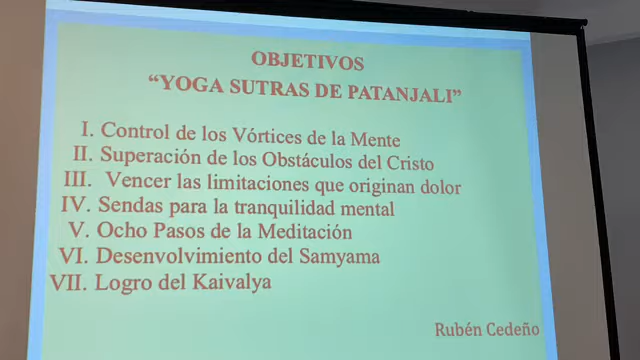 OBJETIVOS
“YOGA SUTRAS DE PATANJALI”
I. Control de los Vórtices de la Mente
II. Superación de los Obstáculos del Cristo
III. Vencer las limitaciones que originan dolor
IV. Sendas para la tranquilidad mental
V. Ocho Pasos de la Meditación
VI. Desenvolvimiento del Samyama
VII. Logro del Kaivalya
Rubén Cedeño